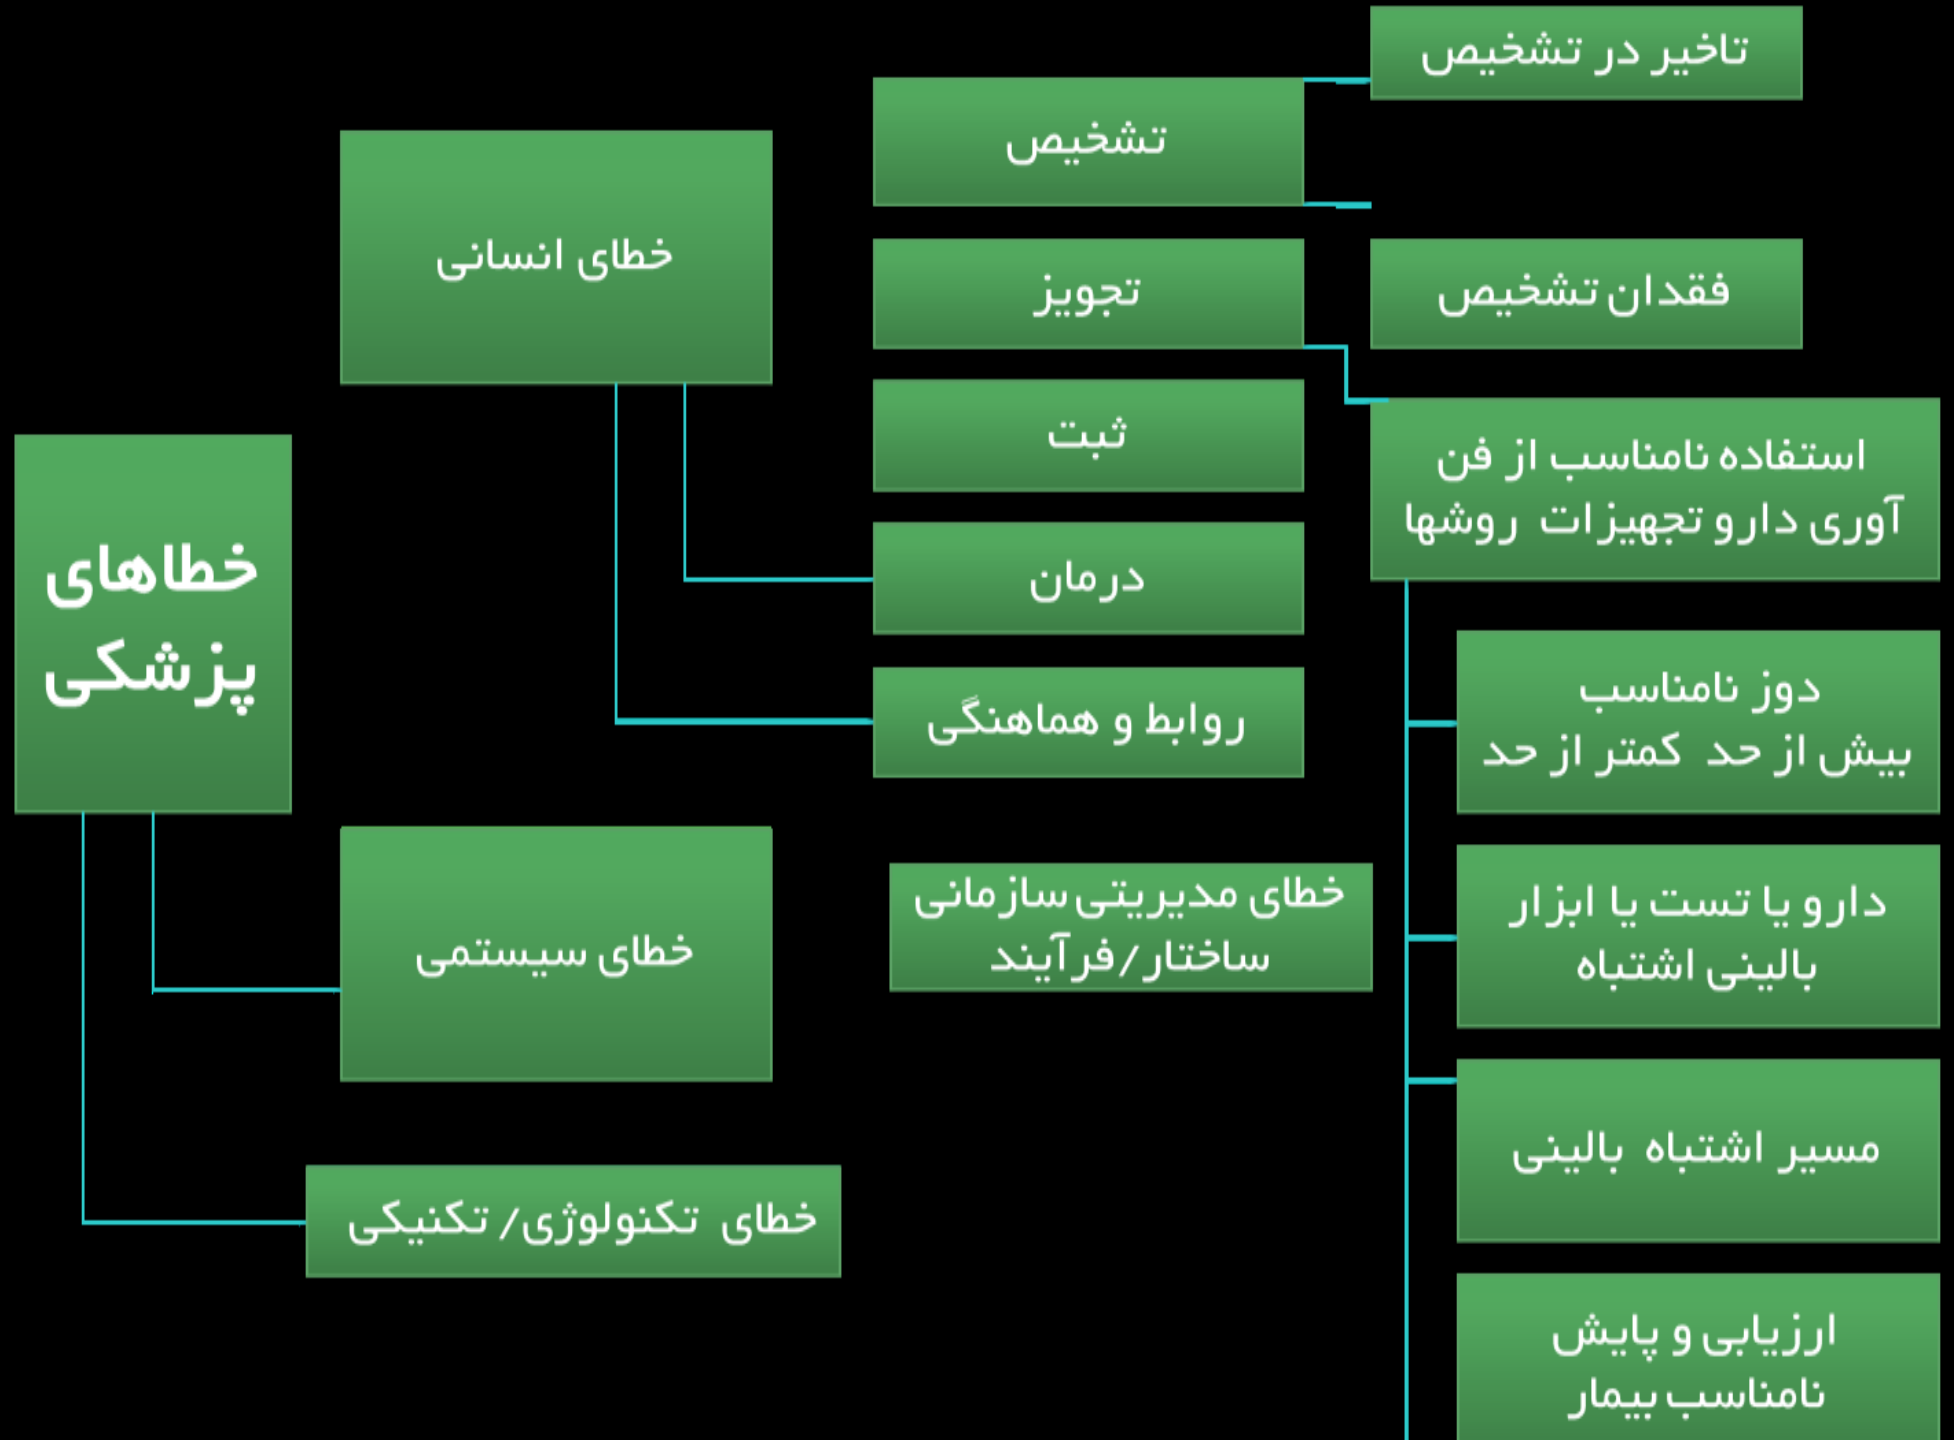 خطاهای
پزشکی
خطای انسانی
تشخیص
تاخیر در تشخیص
فقدان تشخیص
تجویز
استفاده نامناسب از فن
آوری دارو تجهیزات روشها
دوز نامناسب
بیش از حد کمتر از حد
دارو یا تست یا ابزار
بالینی اشتباه
مسیر اشتباه بالینی
ارزیابی و پایش
نامناسب بیمار
ثبت
درمان
روابط و هماهنگی
خطای سیستمی
خطای مدیریتی سازمانی
ساختار/فرآیند
خطای تکنولوژی/ تکنیکی